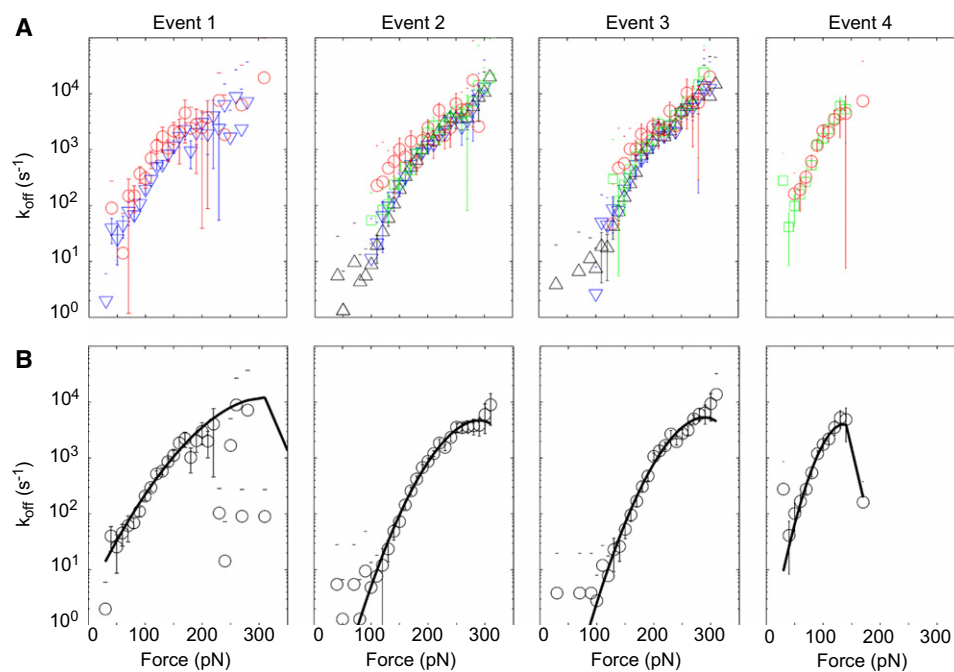 A
Event 1
Event 2
Event 3
Event 4
k_off (s⁻¹)
10⁴
10³
10²
10¹
10⁰
B
k_off (s⁻¹)
10⁴
10³
10²
10¹
10⁰
0 100 200 300
0 100 200 300
0 100 200 300
0 100 200 300
Force (pN)
Force (pN)
Force (pN)
Force (pN)